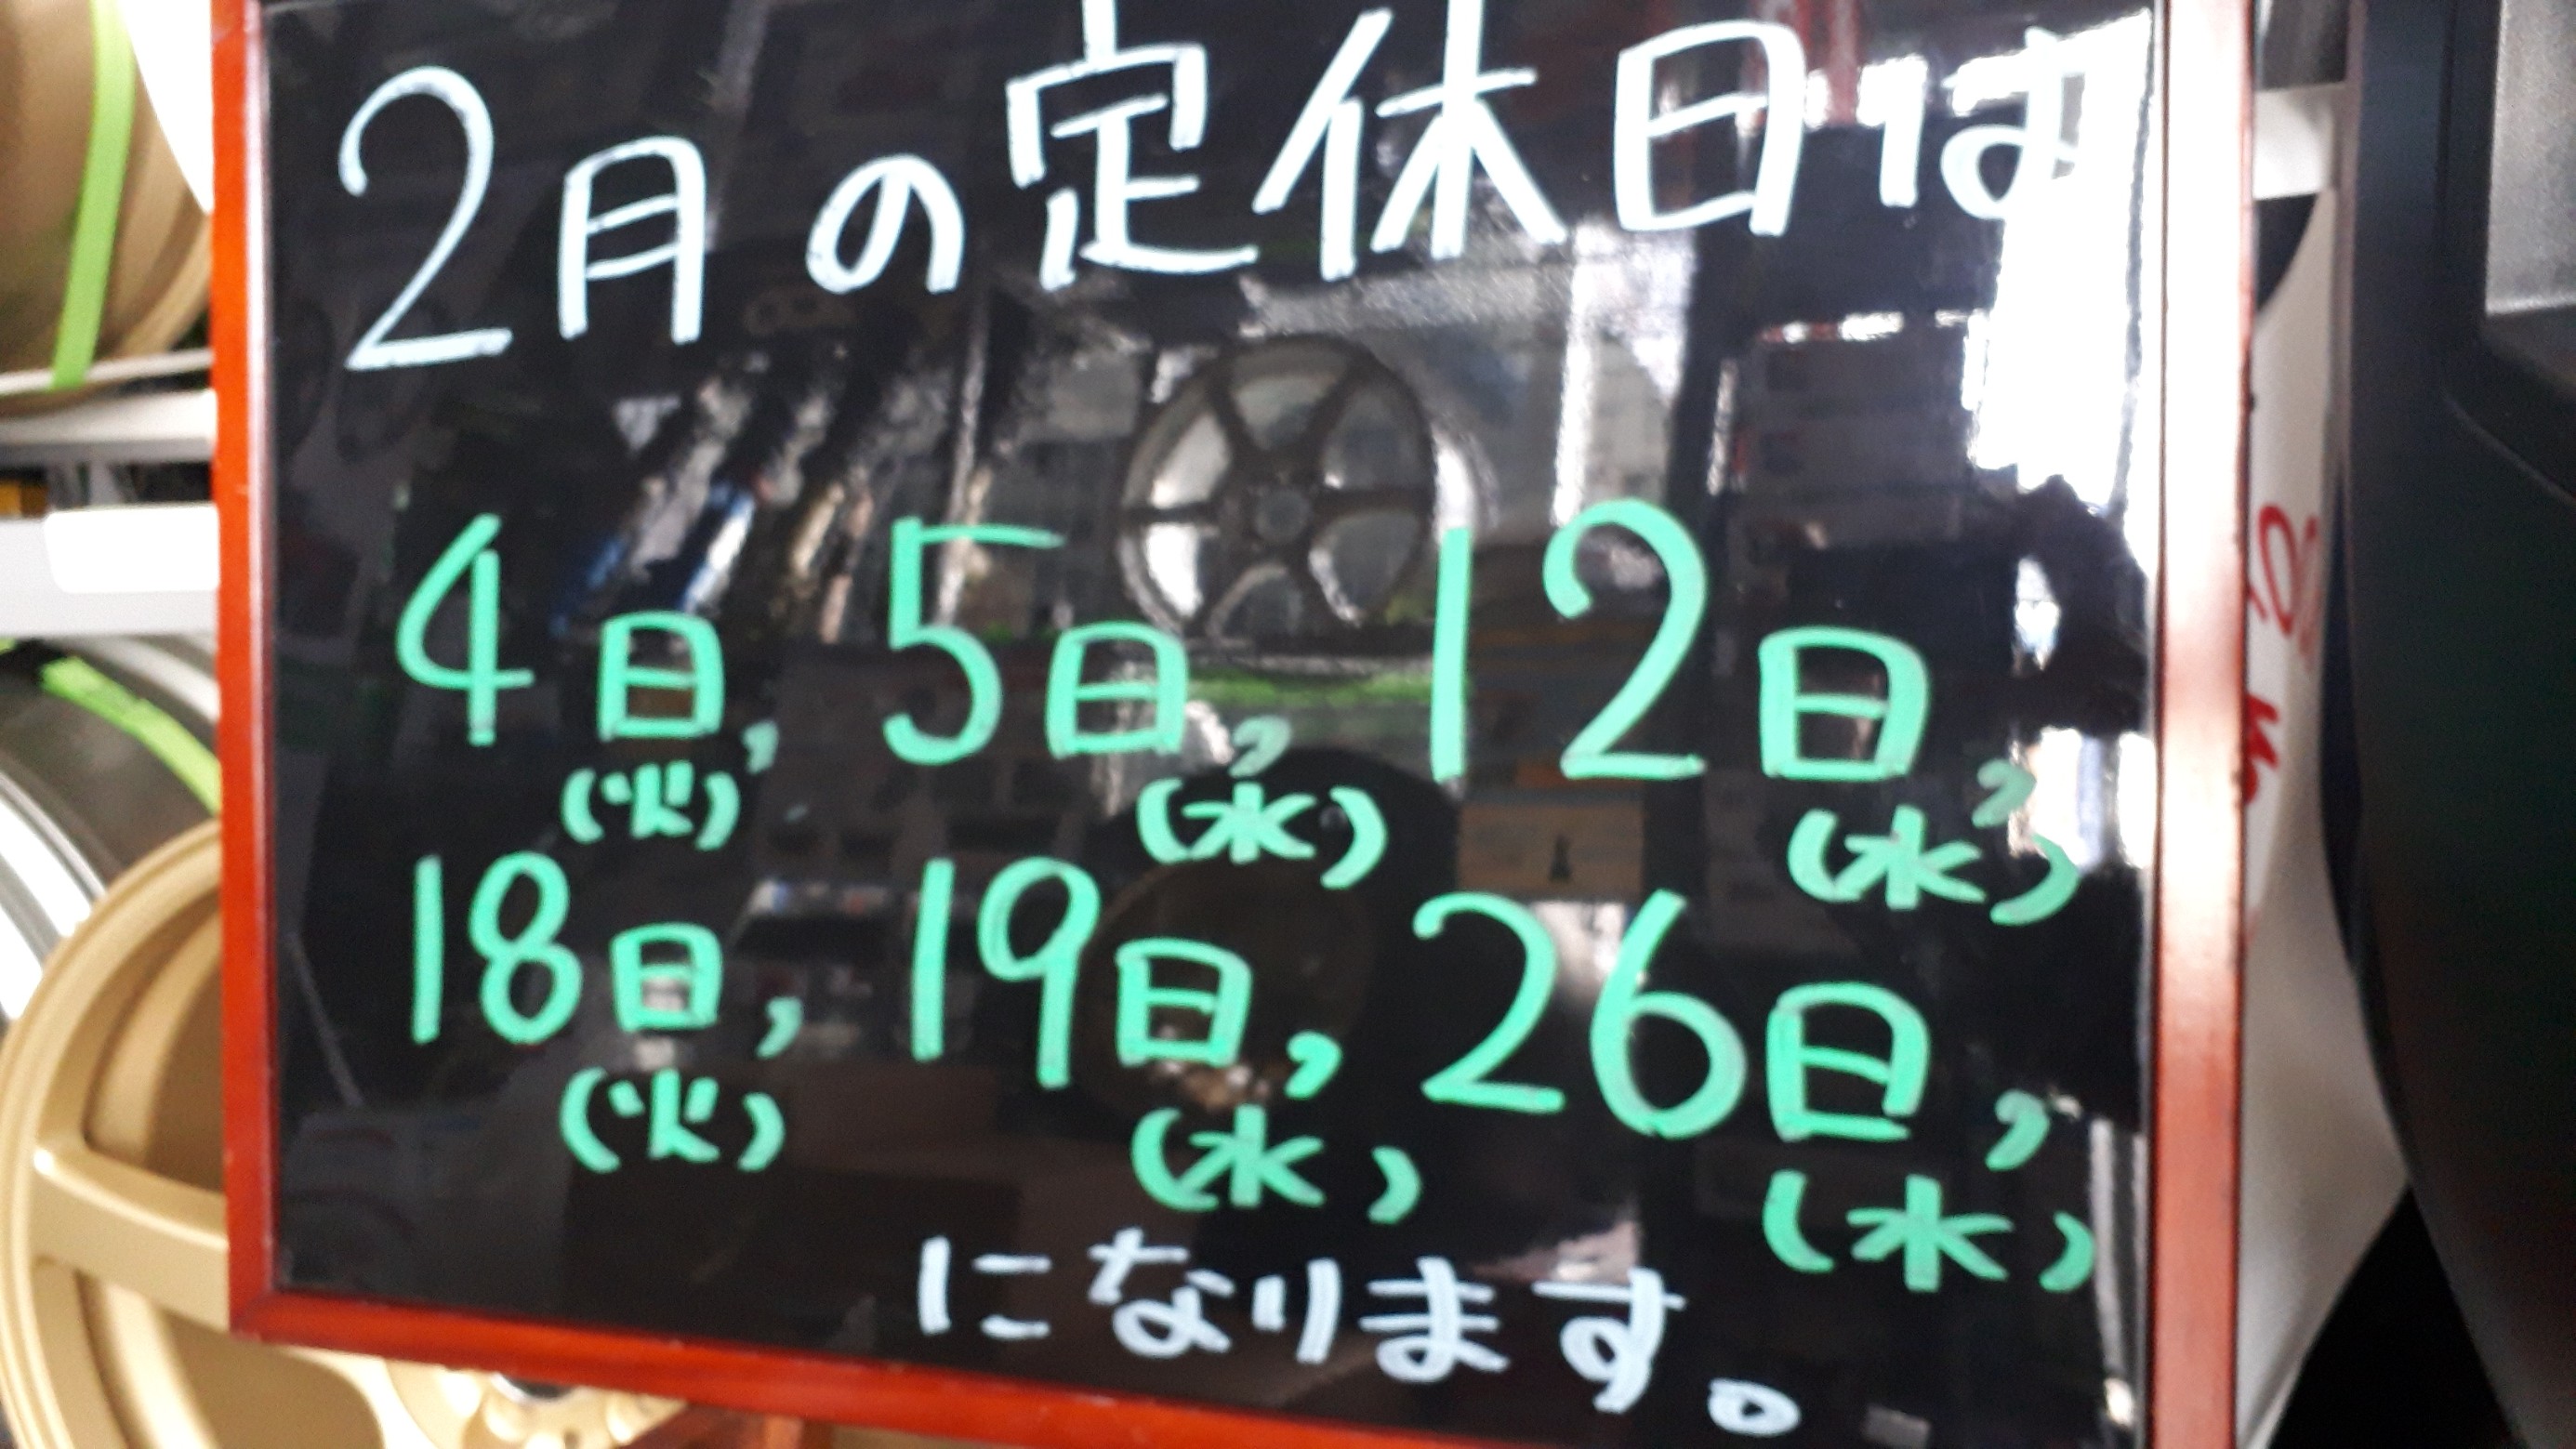 2月の定休日は
4日, 5日, 12日,
(火) (水) (水)
18日, 19日, 26日,
(火) (水) (水)
になります。